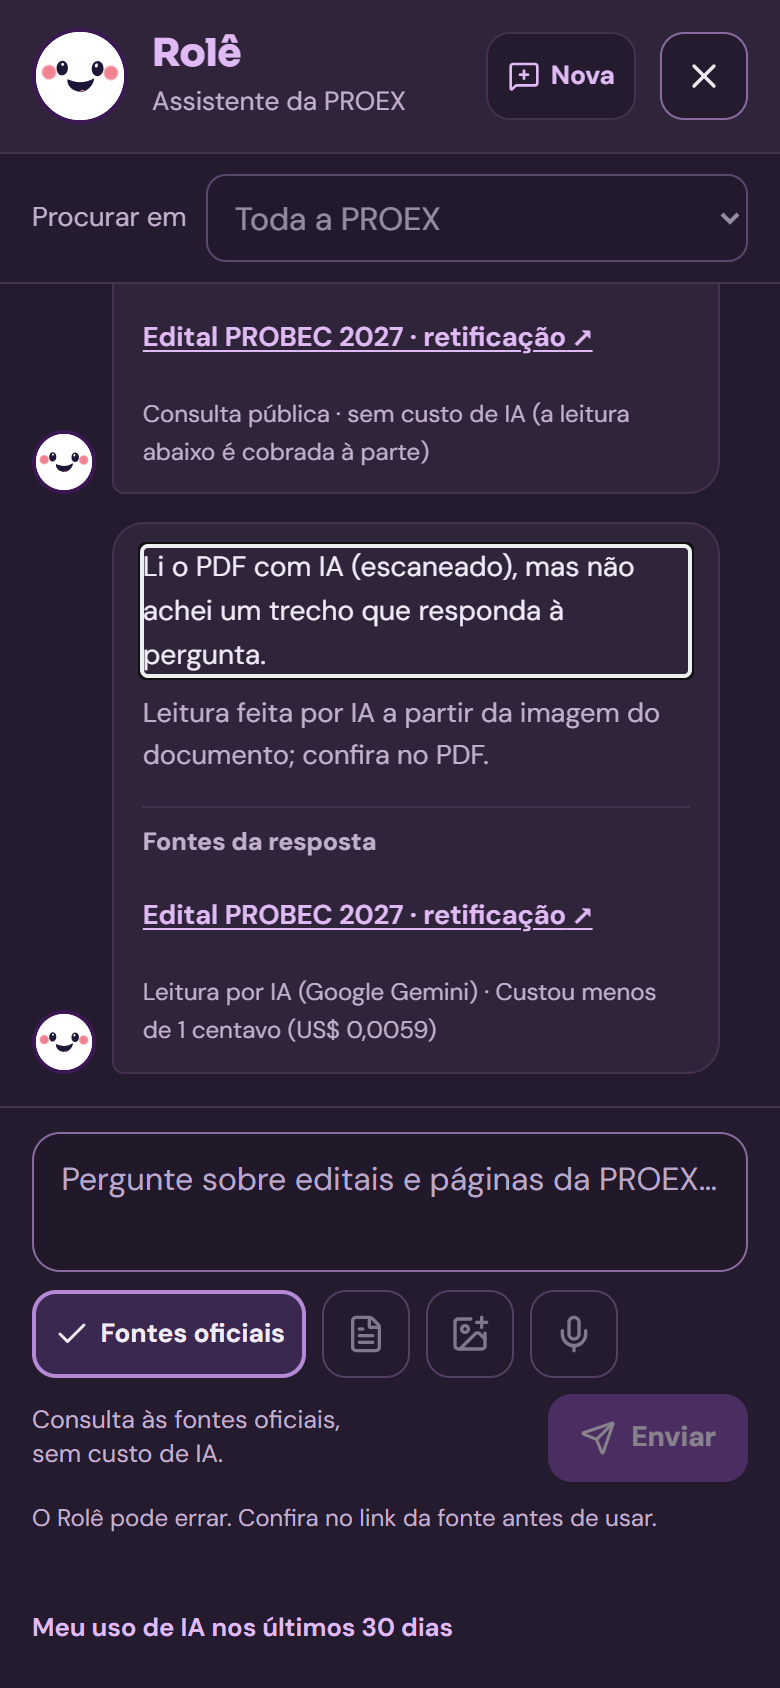 Rolê
Assistente da PROEX
Nova
Procurar em
Toda a PROEX
Edital PROBEC 2027 · retificação ↗
Consulta pública · sem custo de IA (a leitura
abaixo é cobrada à parte)
Li o PDF com IA (escaneado), mas não
achei um trecho que responda à
pergunta.
Leitura feita por IA a partir da imagem do
documento; confira no PDF.
Fontes da resposta
Edital PROBEC 2027 · retificação ↗
Leitura por IA (Google Gemini) · Custou menos
de 1 centavo (US$ 0,0059)
Pergunte sobre editais e páginas da PROEX…
Fontes oficiais
Consulta às fontes oficiais,
sem custo de IA.
Enviar
O Rolê pode errar. Confira no link da fonte antes de usar.
Meu uso de IA nos últimos 30 dias